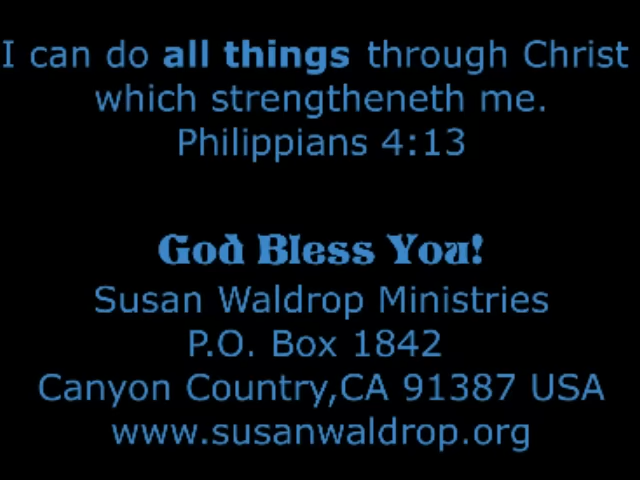 I can do all things through Christ
which strengtheneth me.
Philippians 4:13
God Bless You!
Susan Waldrop Ministries
P.O. Box 1842
Canyon Country,CA 91387 USA
www.susanwaldrop.org